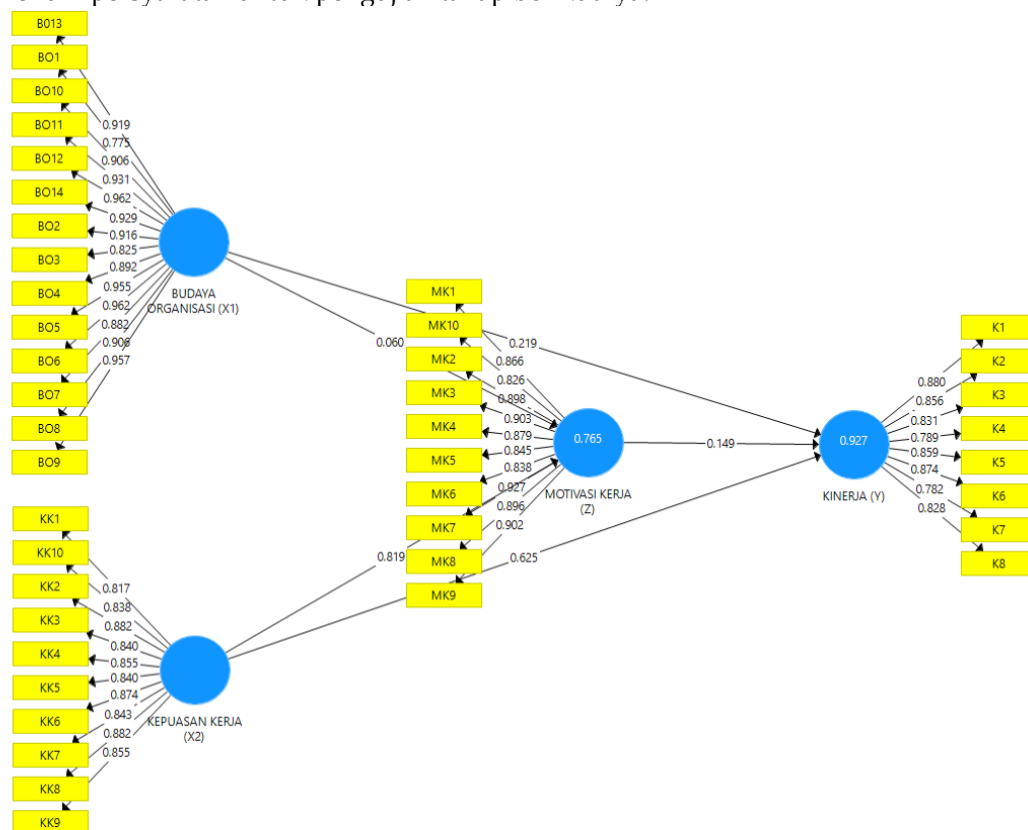 B013
BO1
BO10
BO11
BO12
BO14
BO2
BO3
BO4
BO5
BO6
BO7
BO8
BO9
0.919
0.775
0.906
0.931
0.962
0.929
0.916
0.825
0.892
0.955
0.962
0.882
0.906
0.957
BUDAYA
ORGANISASI (X1)
0.060
0.219
MK1
MK10
MK2
MK3
MK4
MK5
MK6
MK7
MK8
MK9
0.866
0.826
0.898
0.903
0.879
0.845
0.838
0.927
0.896
0.902
0.765
MOTIVASI KERJA
(Z)
0.149
0.927
KINERJA (Y)
K1
K2
K3
K4
K5
K6
K7
K8
0.880
0.856
0.831
0.789
0.859
0.874
0.782
0.828
KK1
KK10
KK2
KK3
KK4
KK5
KK6
KK7
KK8
KK9
0.817
0.838
0.882
0.840
0.855
0.840
0.874
0.843
0.882
0.855
KEPUASAN KERJA
(X2)
0.819
0.625